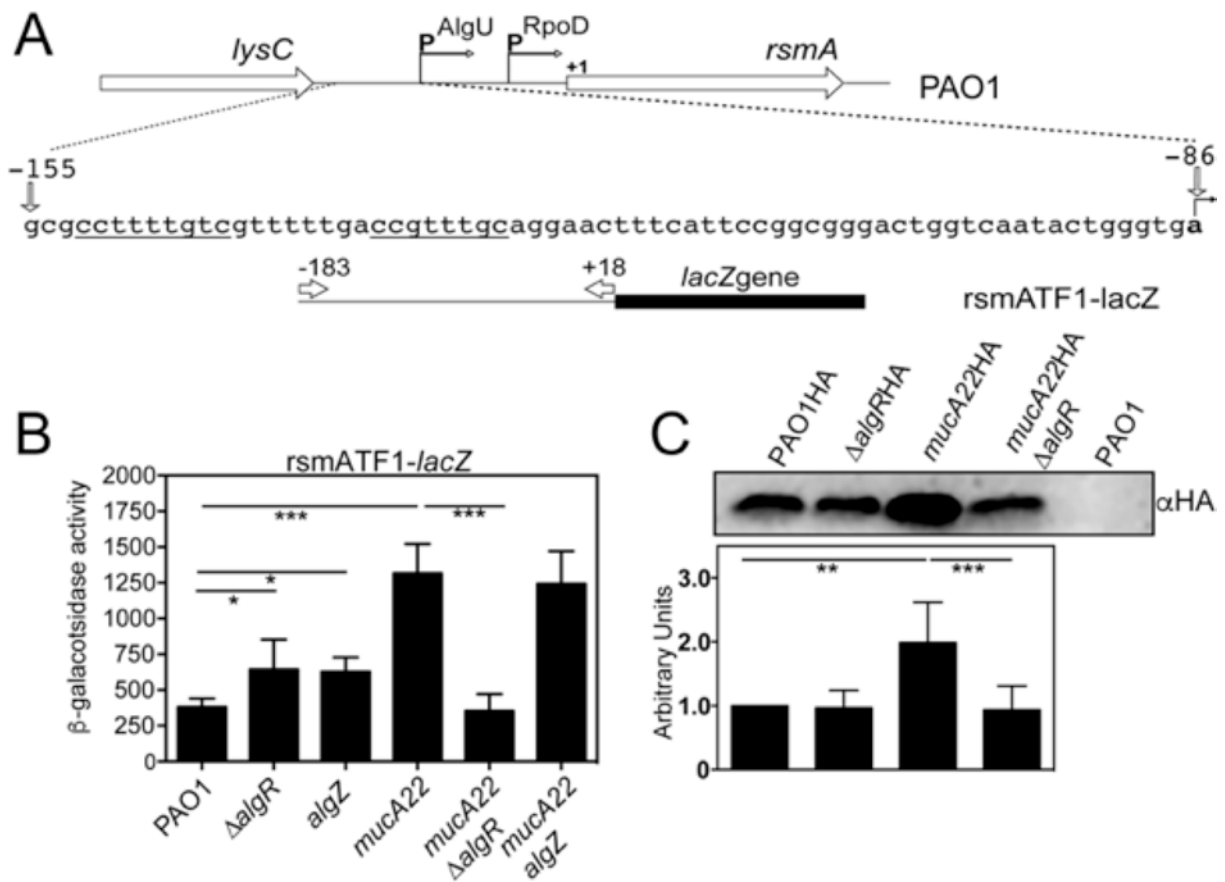 A
lysC
P AlgU
P RpoD
+1
rsmA
PAO1
-155
-86
gcgccttttgtcgtttttgaccgtttgcaggaactttcattccggcgggactggtcaatactgggtga
-183
+18
lacZgene
rsmATF1-lacZ
B
rsmATF1-lacZ
β-galacotsidase activity
2000
1750
1500
1250
1000
750
500
250
0
***
***
*
*
PAO1
ΔalgR
algZ
mucA22
mucA22 ΔalgR
mucA22 algZ
C
PAO1HA
ΔalgRHA
mucA22HA
mucA22HA ΔalgR
PAO1
αHA
Arbitrary Units
3.0
2.0
1.0
0
**
***